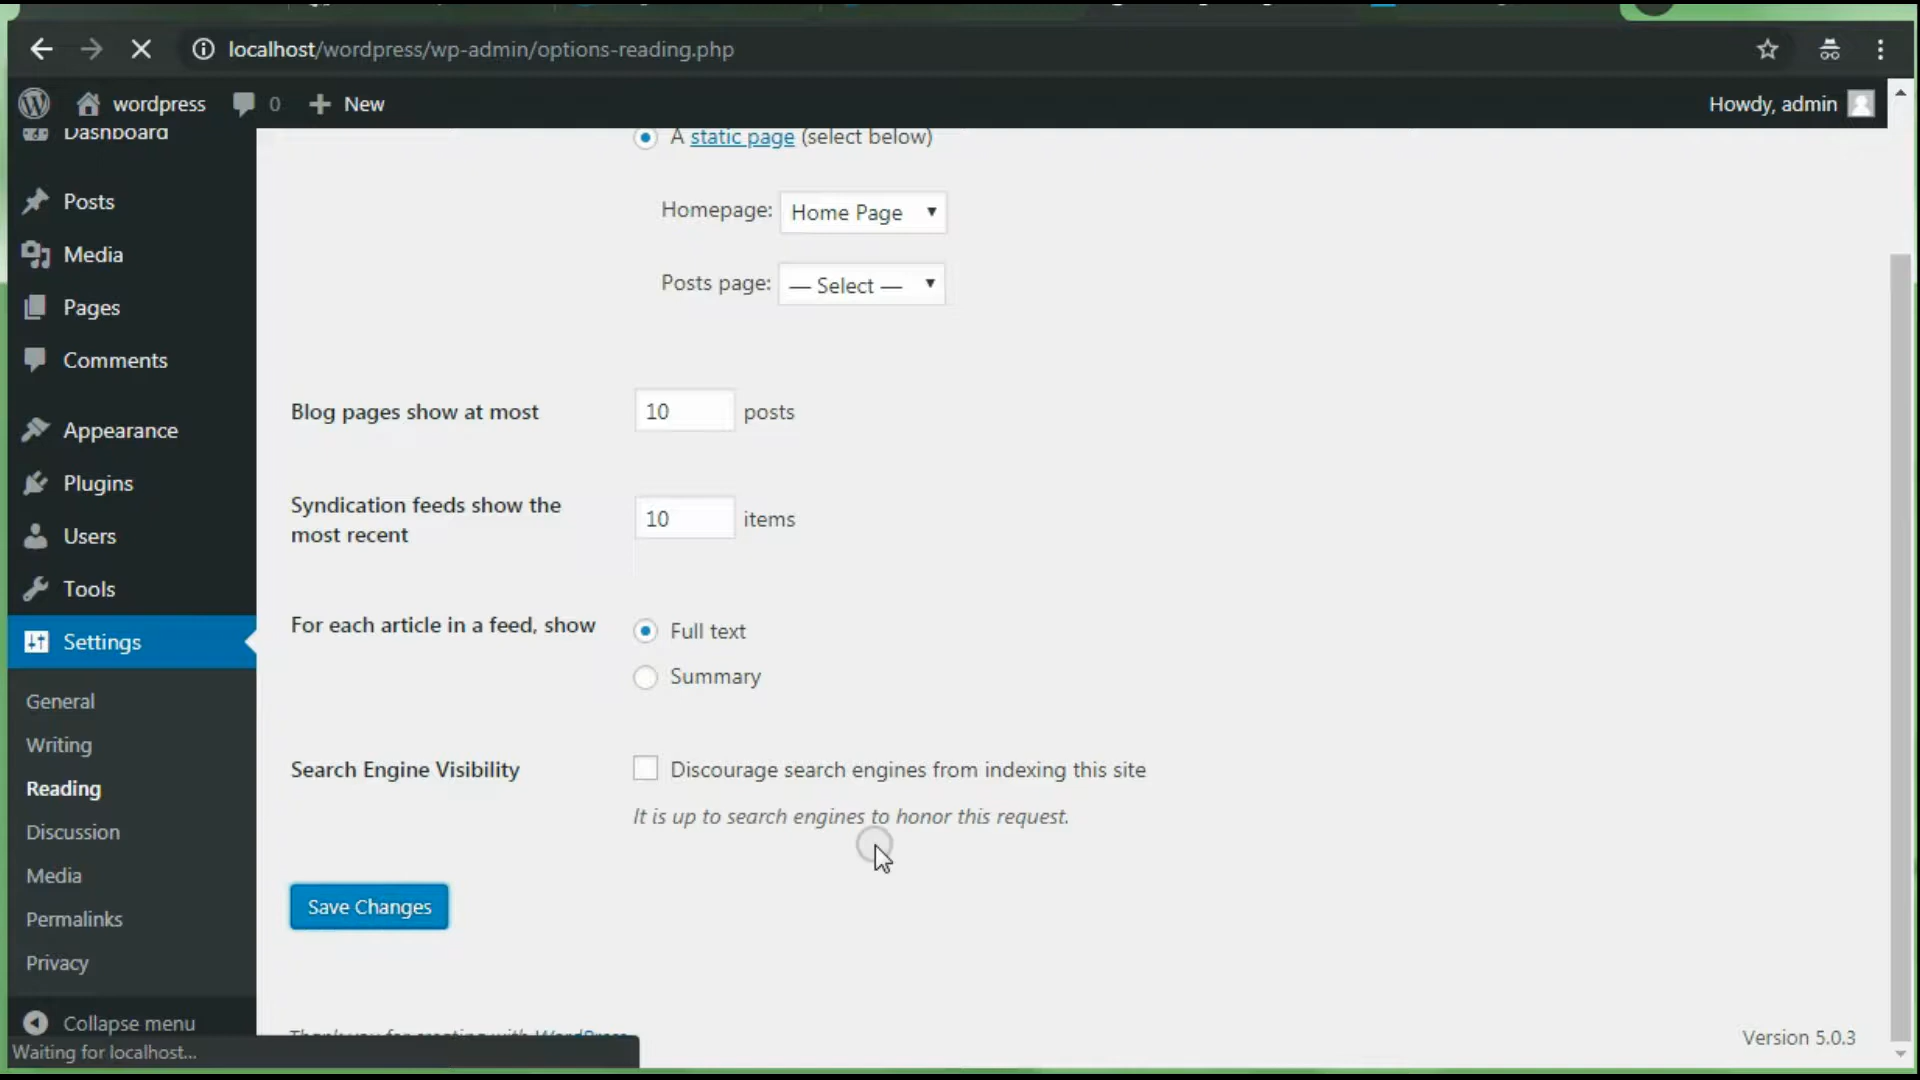 localhost/wordpress/wp-admin/options-reading.php
wordpress 0 New Howdy, admin
Dashboard
Posts
Media
Pages
Comments
Appearance
Plugins
Users
Tools
Settings
General
Writing
Reading
Discussion
Media
Permalinks
Privacy
Collapse menu
A static page (select below)
Homepage: Home Page
Posts page: — Select —
Blog pages show at most 10 posts
Syndication feeds show the
most recent
10 items
For each article in a feed, show
Full text
Summary
Search Engine Visibility
Discourage search engines from indexing this site
It is up to search engines to honor this request.
Save Changes
Thank you for creating with WordPress
Version 5.0.3
Waiting for localhost...